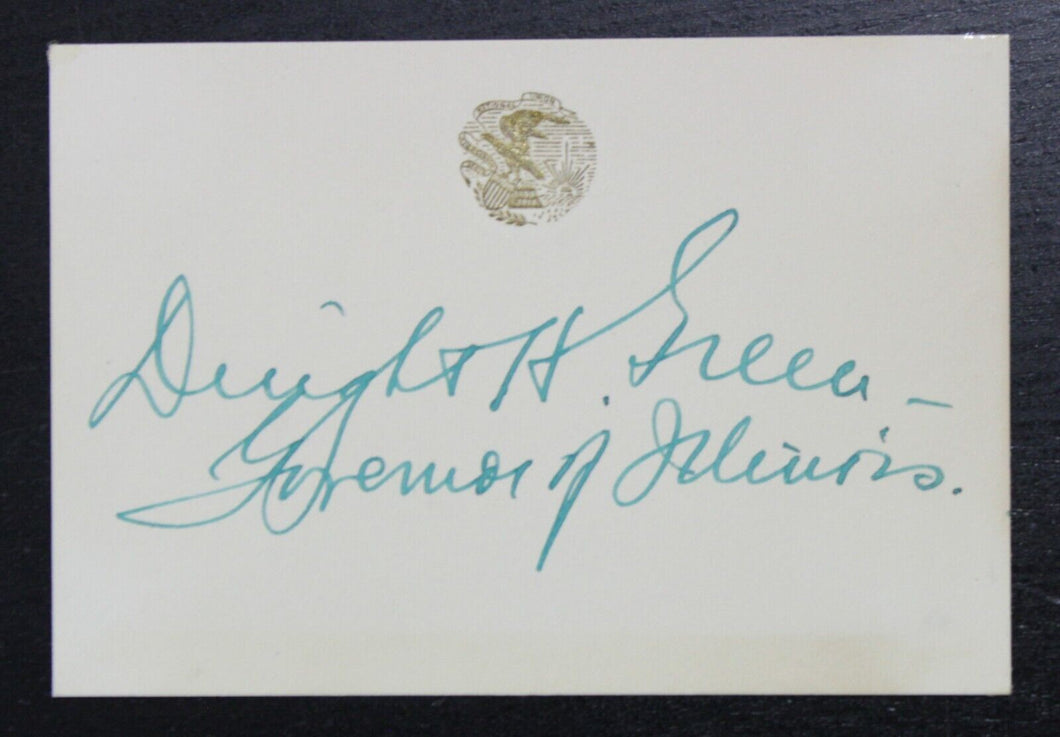 Dwight H. Green –
Governor of Illinois.